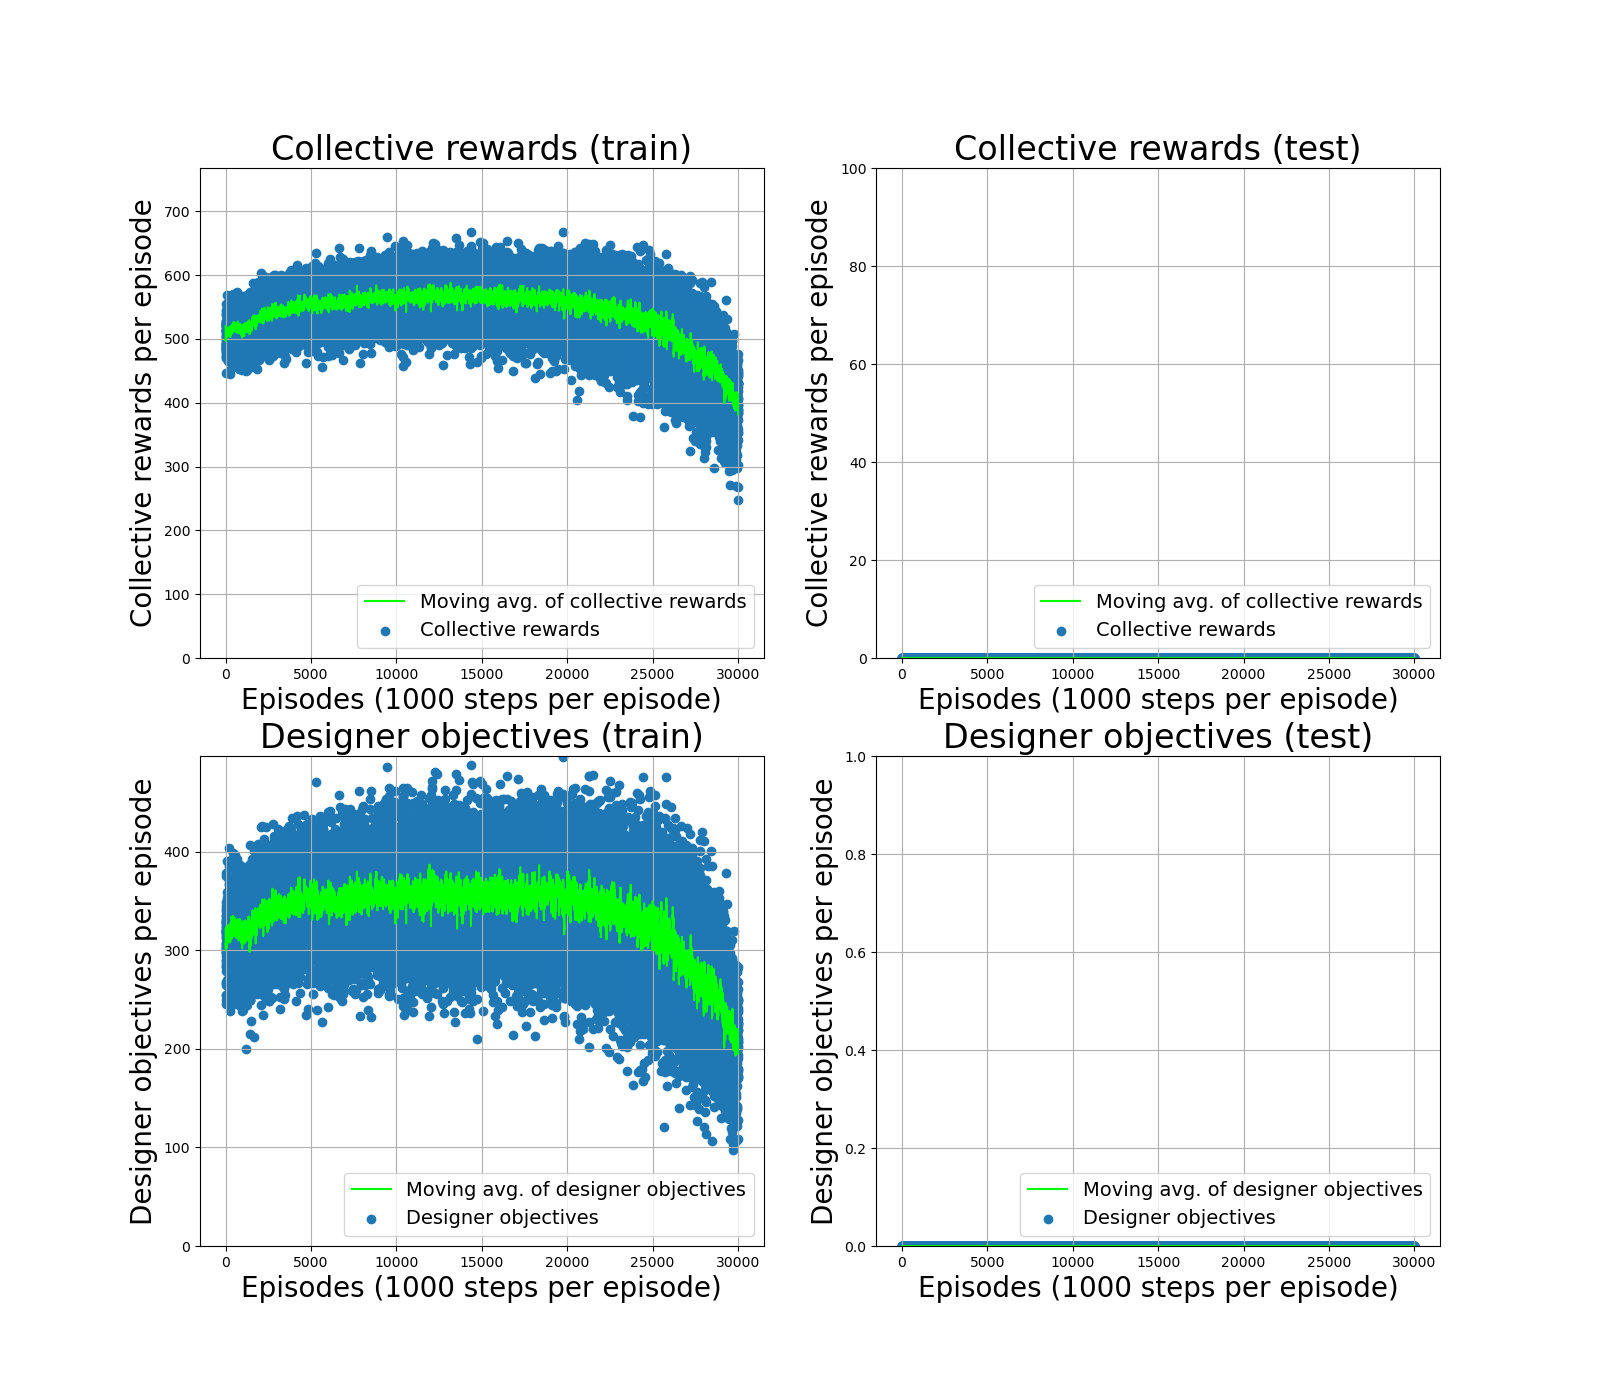 Collective rewards (train)
Collective rewards per episode
700
600
500
400
300
200
100
0
Moving avg. of collective rewards
Collective rewards
0 5000 10000 15000 20000 25000 30000
Episodes (1000 steps per episode)
Collective rewards (test)
Collective rewards per episode
100
80
60
40
20
0
Moving avg. of collective rewards
Collective rewards
0 5000 10000 15000 20000 25000 30000
Episodes (1000 steps per episode)
Designer objectives (train)
Designer objectives per episode
400
300
200
100
0
Moving avg. of designer objectives
Designer objectives
0 5000 10000 15000 20000 25000 30000
Episodes (1000 steps per episode)
Designer objectives (test)
Designer objectives per episode
1.0
0.8
0.6
0.4
0.2
0.0
Moving avg. of designer objectives
Designer objectives
0 5000 10000 15000 20000 25000 30000
Episodes (1000 steps per episode)